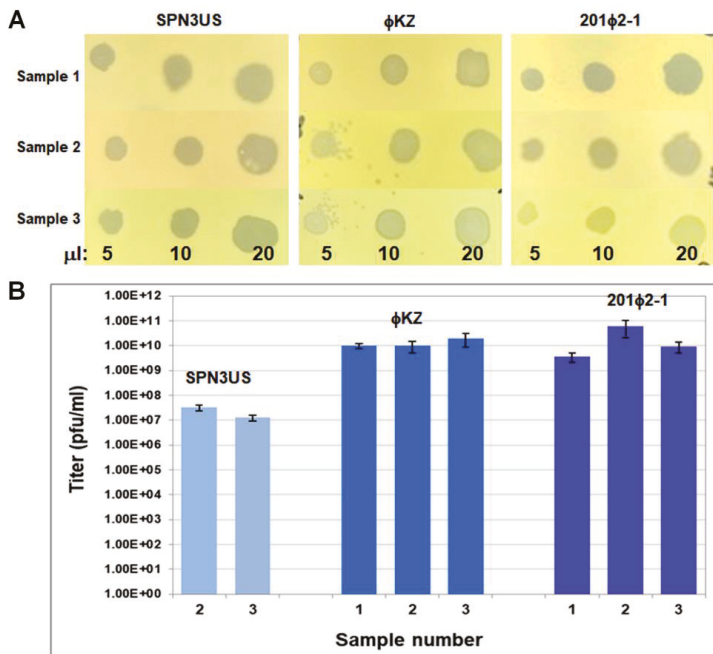 A
SPN3US ϕKZ 201ϕ2-1
Sample 1
Sample 2
Sample 3
µl: 5 10 20 5 10 20 5 10 20
B
1.00E+12
1.00E+11
1.00E+10
1.00E+09
1.00E+08
1.00E+07
1.00E+06
1.00E+05
1.00E+04
1.00E+03
1.00E+02
1.00E+01
1.00E+00
Titer (pfu/ml)
SPN3US
ϕKZ
201ϕ2-1
2 3 1 2 3 1 2 3
Sample number